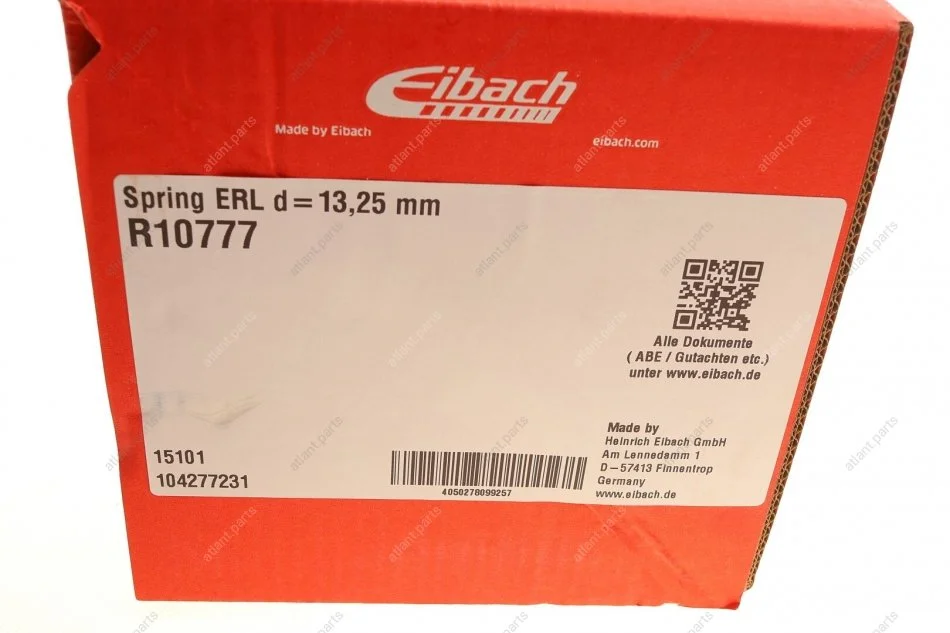 Eibach
Made by Eibach
eibach.com
Spring ERL d=13,25 mm
R10777
Alle Dokumente
( ABE / Gutachten etc.)
unter www.eibach.de
Made by
Heinrich Eibach GmbH
Am Lennedamm 1
D-57413 Finnentrop
Germany
www.eibach.de
15101
104277231
4050278099257
atlant.parts